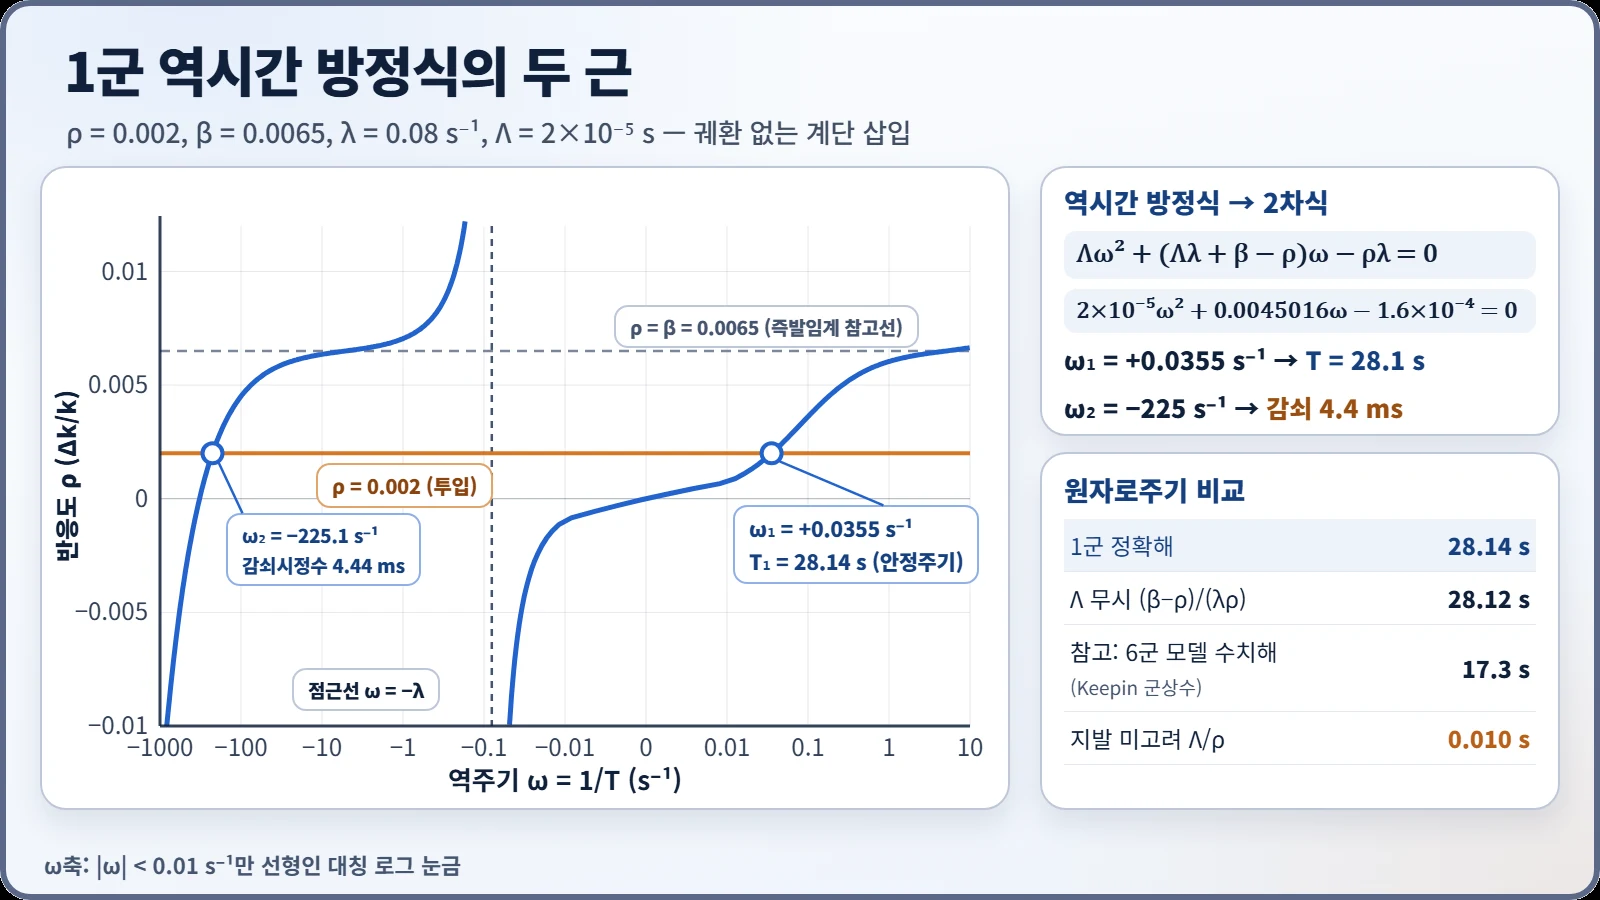 1군 역시간 방정식의 두 근
ρ = 0.002, β = 0.0065, λ = 0.08 s⁻¹, Λ = 2×10⁻⁵ s — 궤환 없는 계단 삽입
반응도 ρ (Δk/k)
0.01
0.005
0
−0.005
−0.01
ρ = β = 0.0065 (즉발임계 참고선)
ρ = 0.002 (투입)
ω₂ = −225.1 s⁻¹
감쇠시정수 4.44 ms
ω₁ = +0.0355 s⁻¹
T₁ = 28.14 s (안정주기)
점근선 ω = −λ
−1000 −100 −10 −1 −0.1 −0.01 0 0.01 0.1 1 10
역주기 ω = 1/T (s⁻¹)
역시간 방정식 → 2차식
Λω² + (Λλ + β − ρ)ω − ρλ = 0
2×10⁻⁵ω² + 0.0045016ω − 1.6×10⁻⁴ = 0
ω₁ = +0.0355 s⁻¹ → T = 28.1 s
ω₂ = −225 s⁻¹ → 감쇠 4.4 ms
원자로주기 비교
1군 정확해 28.14 s
Λ 무시 (β−ρ)/(λρ) 28.12 s
참고: 6군 모델 수치해 17.3 s
(Keepin 군상수)
지발 미고려 Λ/ρ 0.010 s
ω축: |ω| < 0.01 s⁻¹만 선형인 대칭 로그 눈금